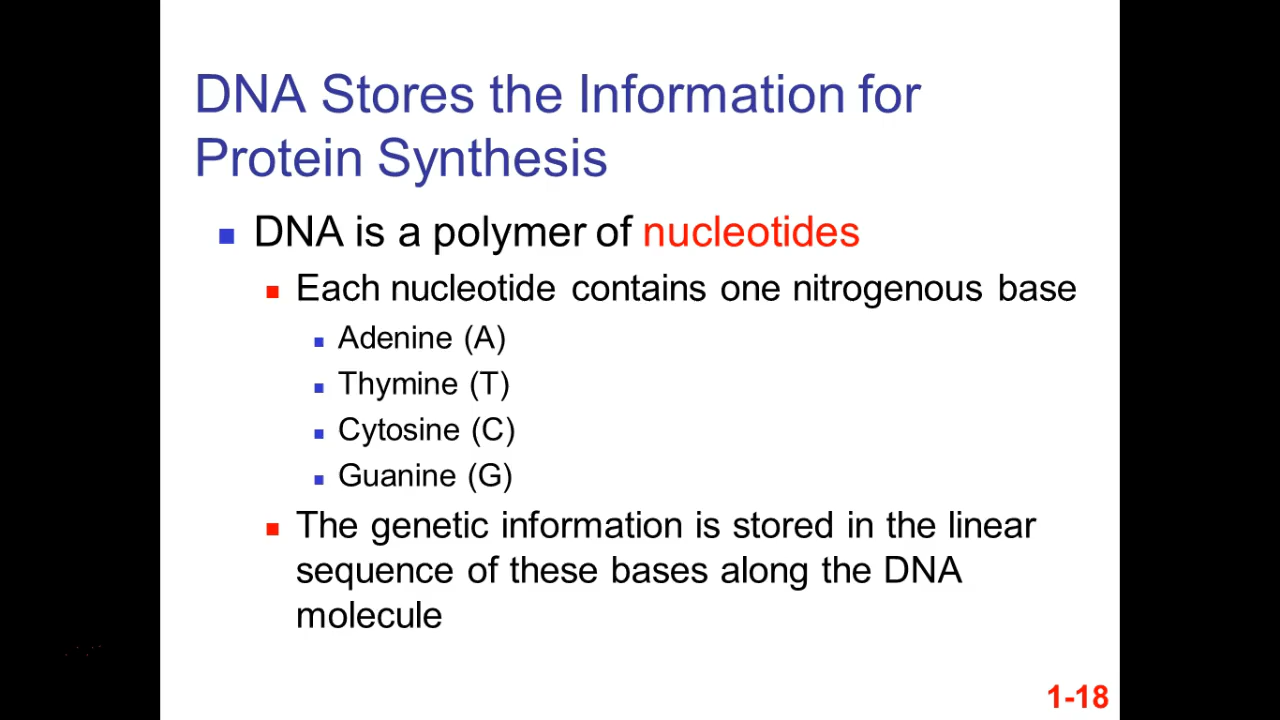 DNA Stores the Information for
Protein Synthesis
DNA is a polymer of nucleotides
Each nucleotide contains one nitrogenous base
Adenine (A)
Thymine (T)
Cytosine (C)
Guanine (G)
The genetic information is stored in the linear
sequence of these bases along the DNA
molecule
1-18